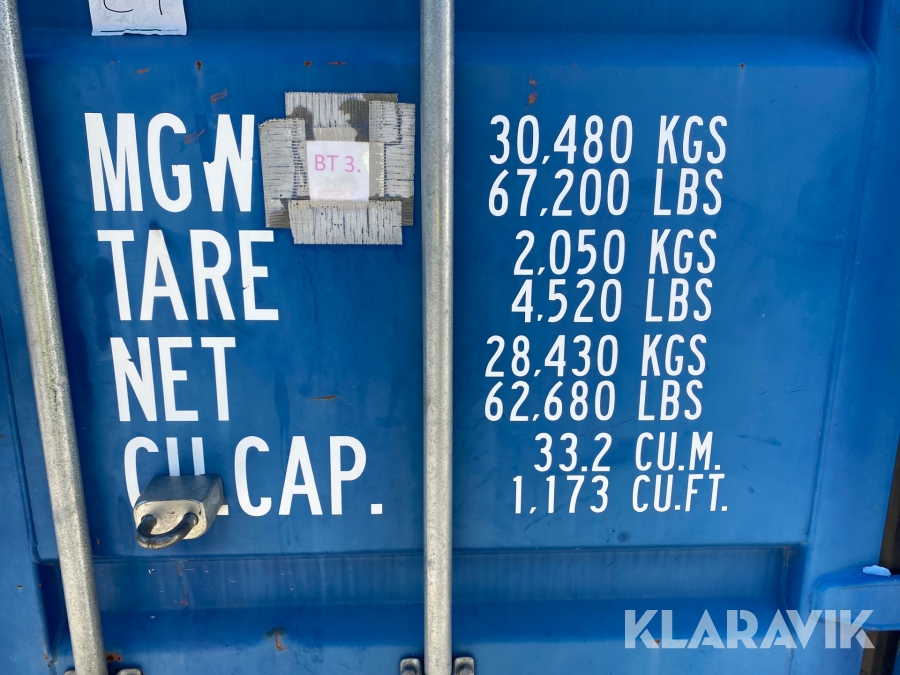 MGW
BT 3.
30,480 KGS
67,200 LBS
TARE
2,050 KGS
4,520 LBS
NET
28,430 KGS
62,680 LBS
CU.CAP.
33.2 CU.M.
1,173 CU.FT.
KLARAVIK